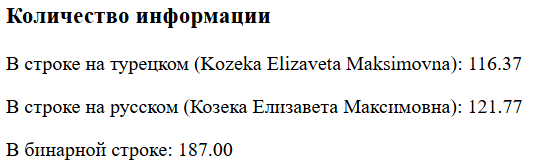 Количество информации
В строке на турецком (Kozeka Elizaveta Maksimovna): 116.37
В строке на русском (Козека Елизавета Максимовна): 121.77
В бинарной строке: 187.00